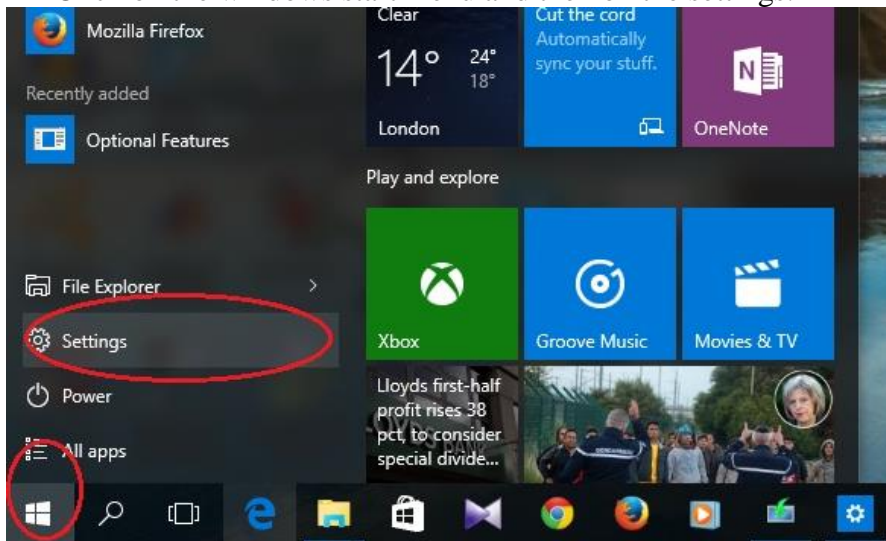 Mozilla Firefox
Recently added
Optional Features
File Explorer
Settings
Power
All apps
Clear
14° 24°
18°
London
Cut the cord
Automatically
sync your stuff.
OneNote
Play and explore
Xbox
Groove Music
Movies & TV
Lloyds first-half
profit rises 38
pct, to consider
special divide...